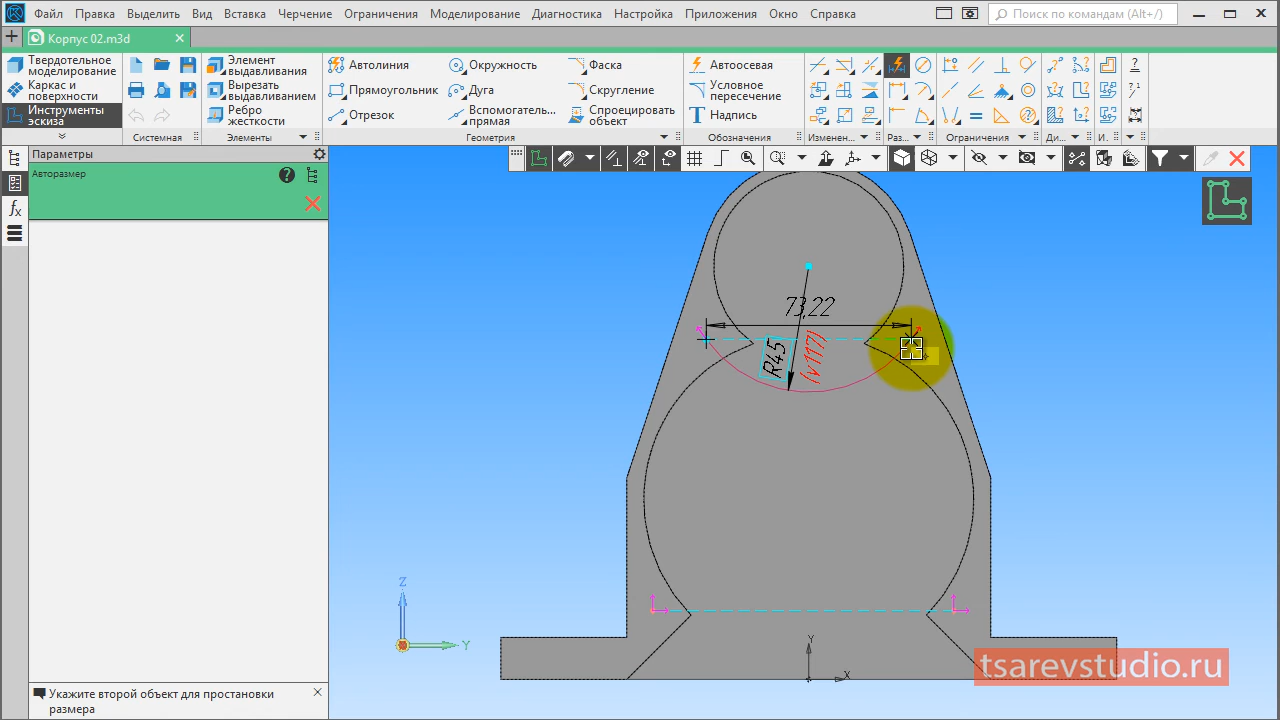 Файл Правка Выделить Вид Вставка Черчение Ограничения Моделирование Диагностика Настройка Приложения Окно Справка
Поиск по командам (Alt+/)
Корпус 02.m3d
Твердотельное
моделирование
Каркас и
поверхности
Инструменты
эскиза
Системная
Элемент
выдавливания
Вырезать
выдавливанием
Ребро
жесткости
Элементы
Автолиния
Прямоугольник
Отрезок
Окружность
Дуга
Вспомогатель...
прямая
Фаска
Скругление
Спроецировать
объект
Геометрия
Автоосевая
Условное
пересечение
Надпись
Обозначения
Изменен...
Раз...
Ограничения
Ди...
И.
Параметры
Авторазмер
73,22
R45
(v117)
Z
Y
Y
X
tsarevstudio.ru
Укажите второй объект для простановки
размера